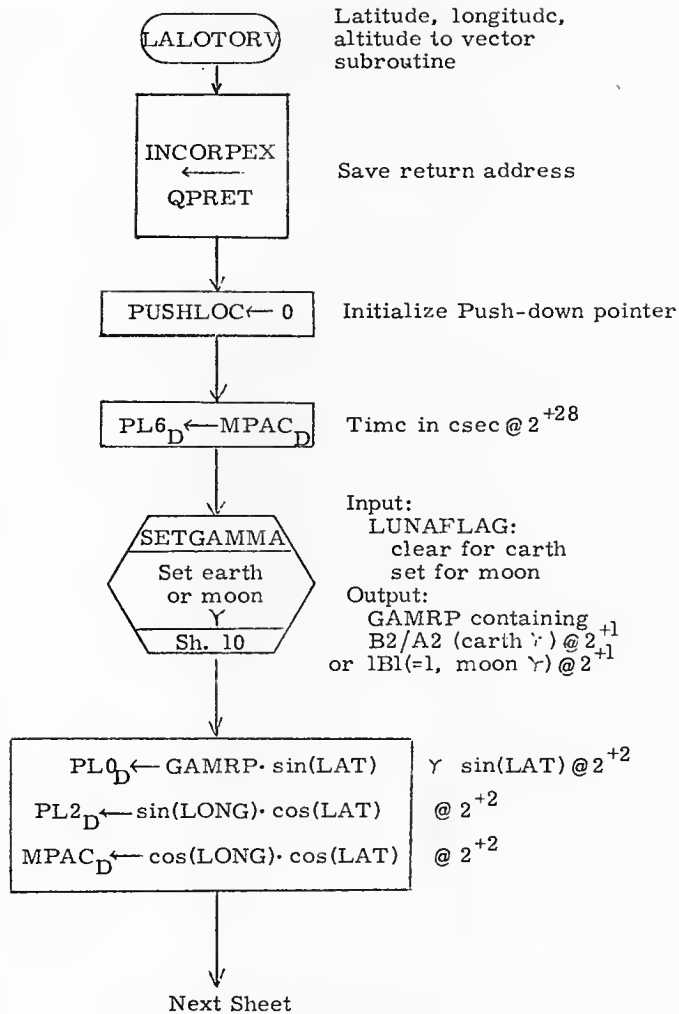 LALOTORV
Latitude, longitude,
altitude to vector
subroutine
INCORPEX
←
QPRET
Save return address
PUSHLOC← 0
Initialize Push-down pointer
PL6D←MPACD
Time in csec @ 2+28
SETGAMMA
Set earth
or moon
ϒ
Sh. 10
Input:
LUNAFLAG:
clear for earth
set for moon
Output:
GAMRP containing
B2/A2 (earth ϒ) @ 2+1
or 1B1(=1, moon ϒ) @ 2+1
PL0D← GAMRP· sin(LAT)
ϒ sin(LAT) @ 2+2
PL2D← sin(LONG)· cos(LAT)
@ 2+2
MPACD← cos(LONG)· cos(LAT)
@ 2+2
Next Sheet